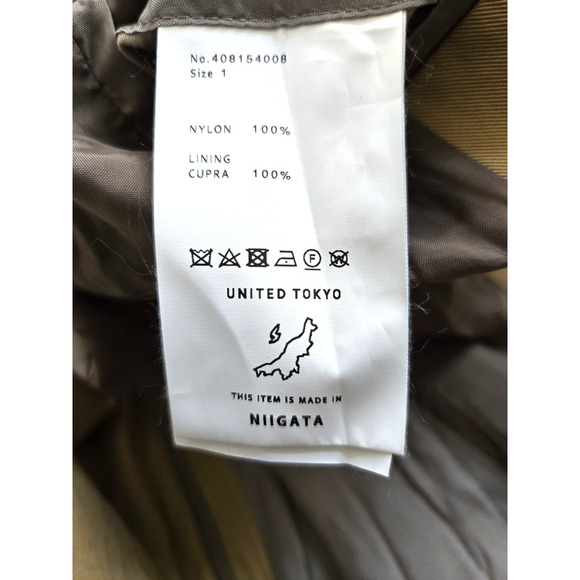 No.408154008
Size 1
NYLON 100%
LINING
CUPRA 100%
F W
UNITED TOKYO
THIS ITEM IS MADE IN
NIIGATA